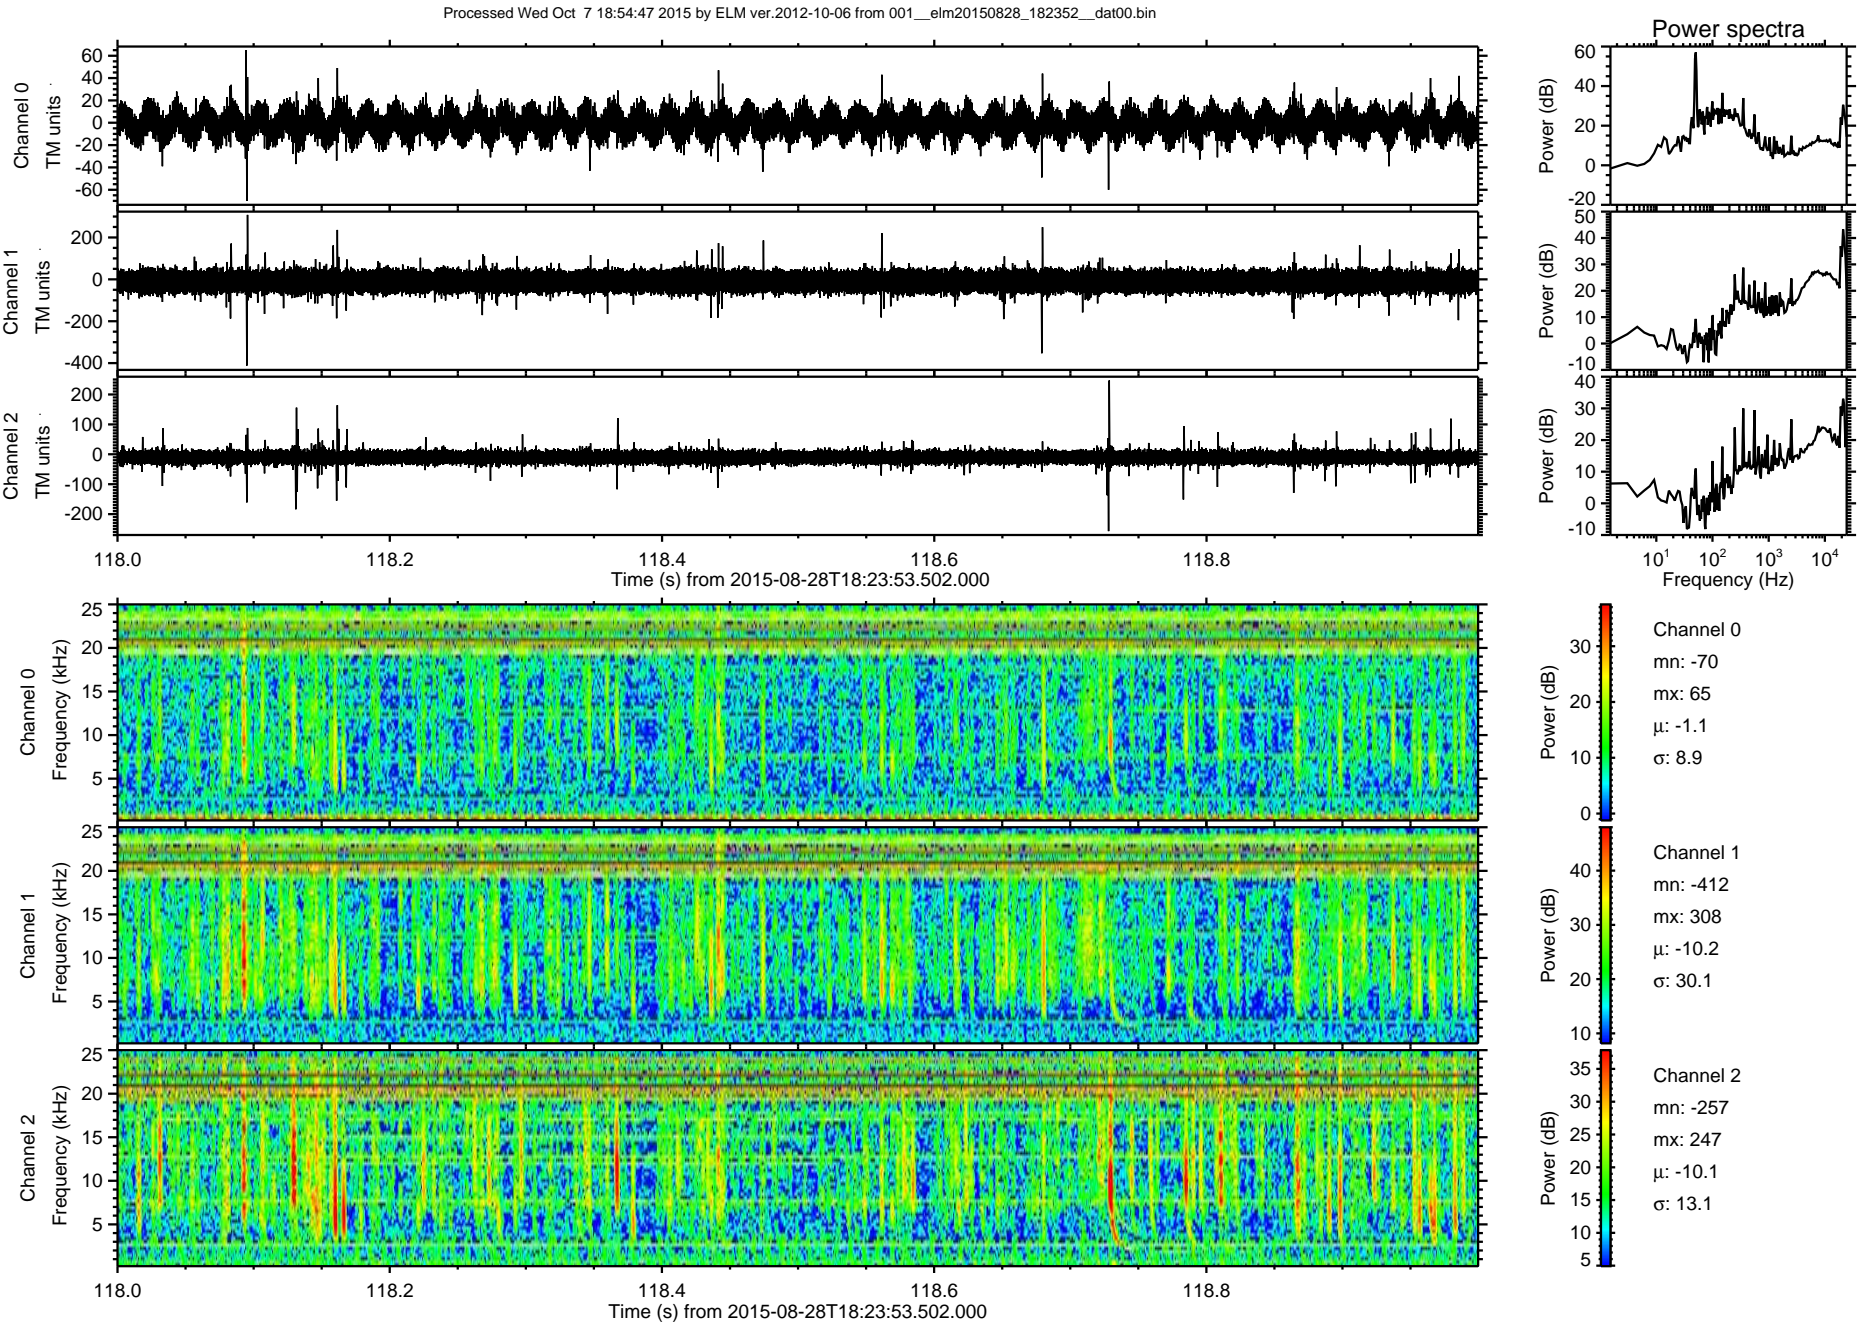 Processed Wed Oct  7 18:54:47 2015 by ELM ver.2012-10-06 from 001__elm20150828_182352__dat00.bin
Power spectra
Channel 0
TM units
60
40
20
0
-20
-40
-60
Power (dB)
60
40
20
0
-20
Channel 1
TM units
200
0
-200
-400
Power (dB)
50
40
30
20
10
0
-10
Channel 2
TM units
200
100
0
-100
-200
Power (dB)
40
30
20
10
0
-10
118.0 118.2 118.4 118.6 118.8
Time (s) from 2015-08-28T18:23:53.502.000
10¹ 10² 10³ 10⁴
Frequency (Hz)
Channel 0
Frequency (kHz)
25
20
15
10
5
Power (dB)
30
20
10
0
Channel 0
mn: -70
mx: 65
μ: -1.1
σ: 8.9
Channel 1
Frequency (kHz)
25
20
15
10
5
Power (dB)
40
30
20
10
Channel 1
mn: -412
mx: 308
μ: -10.2
σ: 30.1
Channel 2
Frequency (kHz)
25
20
15
10
5
Power (dB)
35
30
25
20
15
10
5
Channel 2
mn: -257
mx: 247
μ: -10.1
σ: 13.1
118.0 118.2 118.4 118.6 118.8
Time (s) from 2015-08-28T18:23:53.502.000